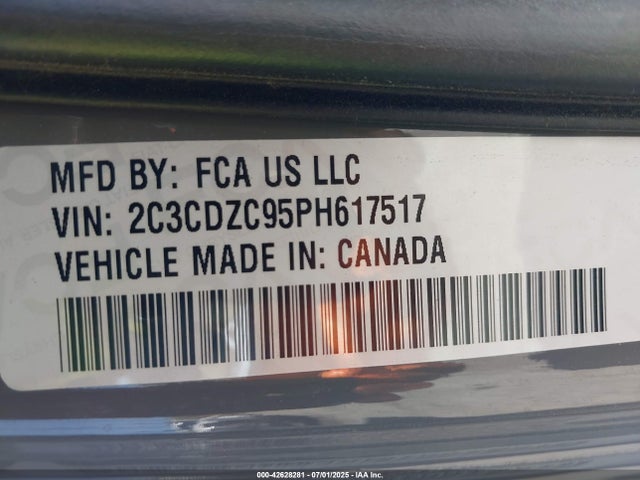 MFD BY: FCA US LLC
VIN: 2C3CDZC95PH617517
VEHICLE MADE IN: CANADA
000-42628281 - 07/01/2025 - IAA Inc.